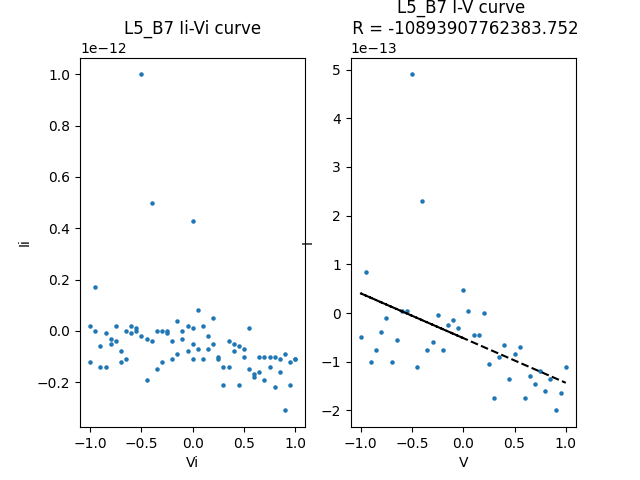 L5_B7 Ii-Vi curve
1e−12
1.0
0.8
0.6
0.4
0.2
0.0
−0.2
−1.0 −0.5 0.0 0.5 1.0
Vi
Ii
L5_B7 I-V curve
R = -10893907762383.752
1e−13
5
4
3
2
1
0
−1
−2
−1.0 −0.5 0.0 0.5 1.0
V
I